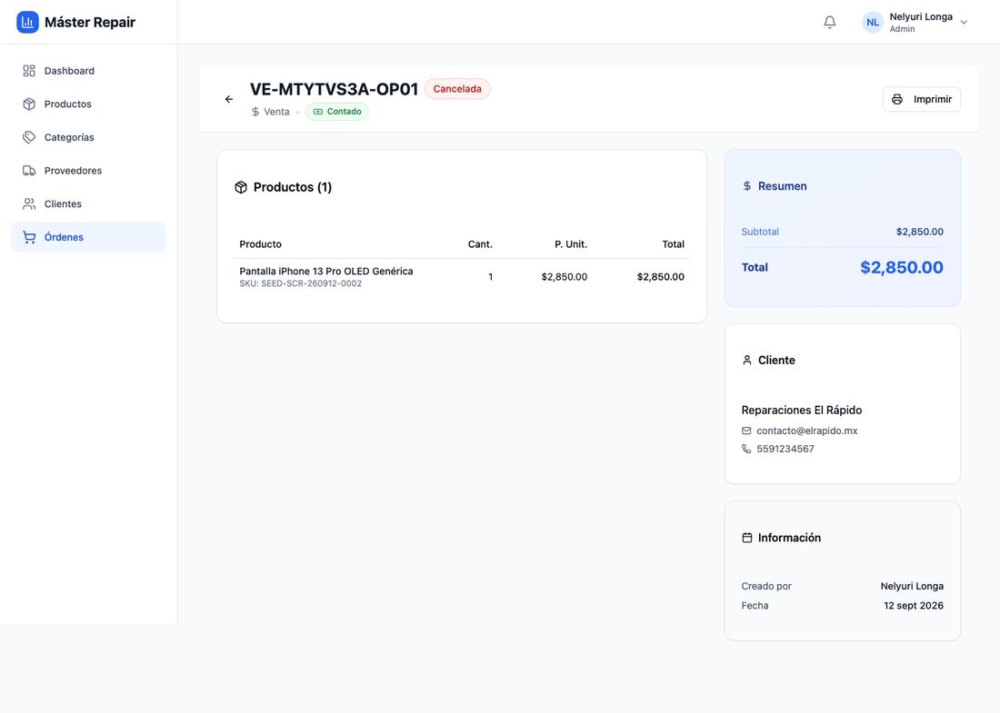 Máster Repair
NL
Nelyuri Longa
Admin
Dashboard
Productos
Categorías
Proveedores
Clientes
Órdenes
VE-MTYTVS3A-OP01 Cancelada
Venta • Contado
Imprimir
Productos (1)
Producto Cant. P. Unit. Total
Pantalla iPhone 13 Pro OLED Genérica 1 $2,850.00 $2,850.00
SKU: SEED-SCR-260912-0002
Resumen
Subtotal $2,850.00
Total $2,850.00
Cliente
Reparaciones El Rápido
contacto@elrapido.mx
5591234567
Información
Creado por Nelyuri Longa
Fecha 12 sept 2026